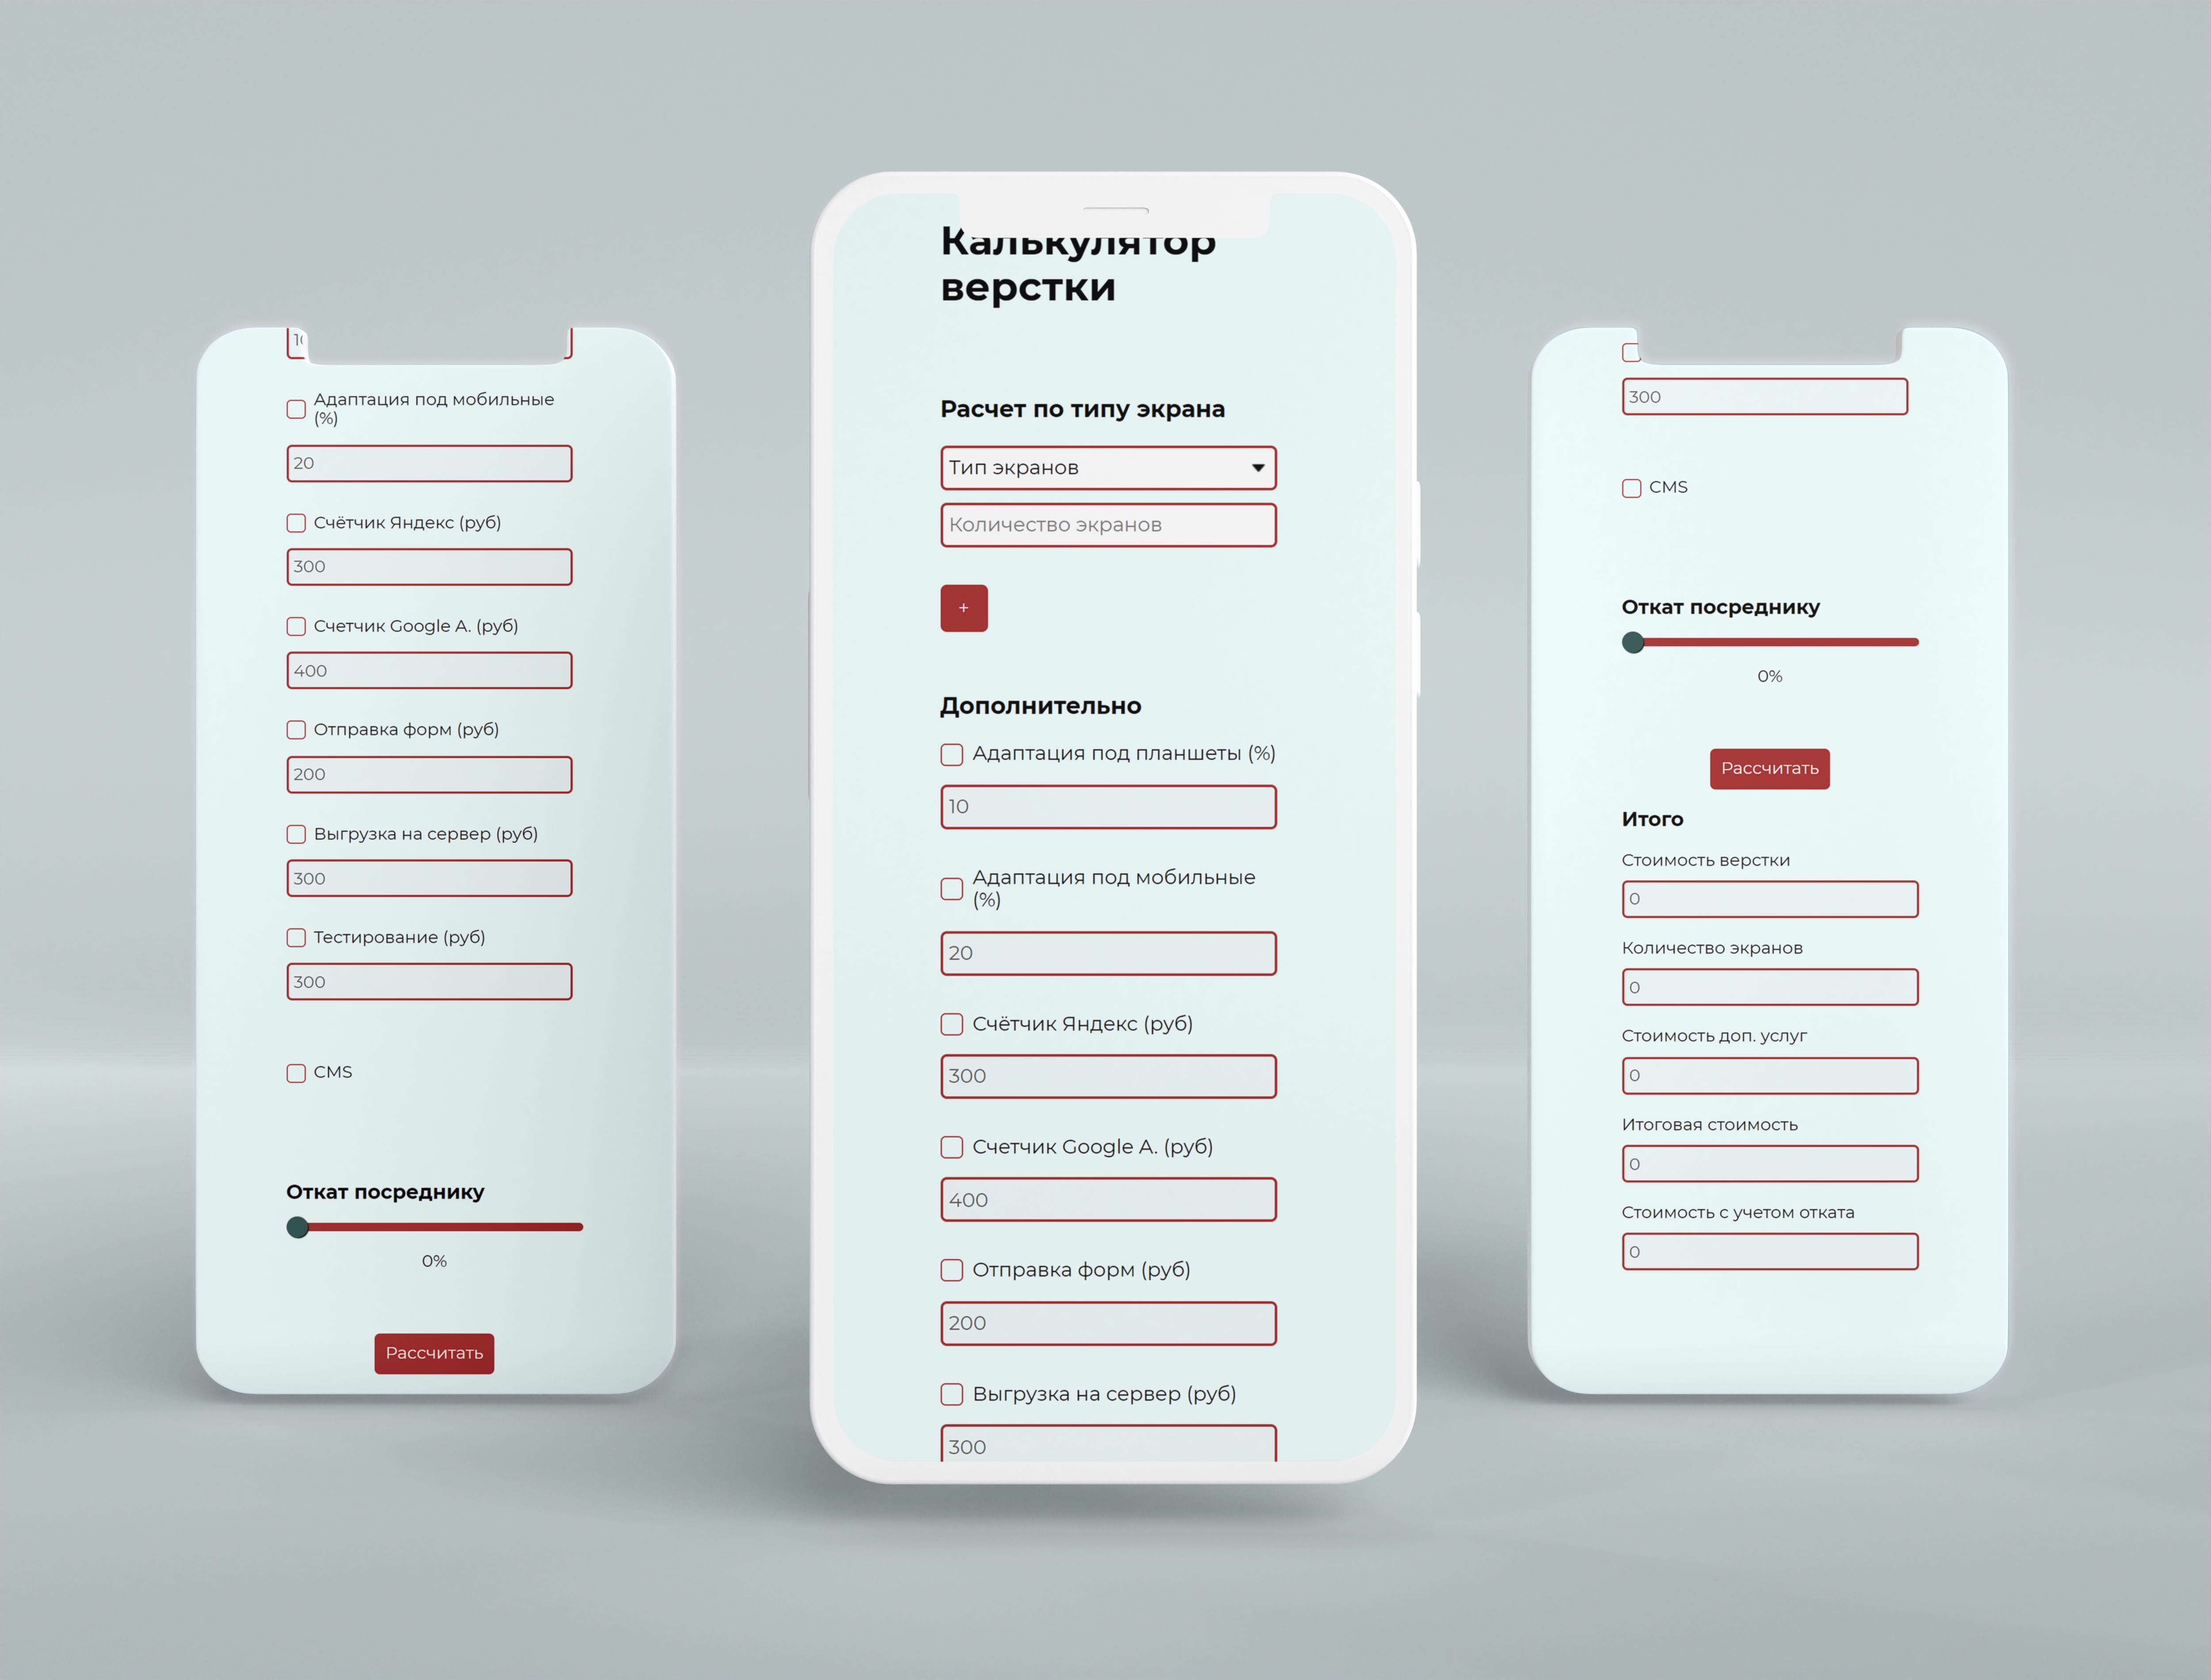 Адаптация под мобильные
(%)
20
Счётчик Яндекс (руб)
300
Счетчик Google A. (руб)
400
Отправка форм (руб)
200
Выгрузка на сервер (руб)
300
Тестирование (руб)
300
CMS
Откат посреднику
0%
Рассчитать
Калькулятор
верстки
Расчет по типу экрана
Тип экранов
Количество экранов
+
Дополнительно
Адаптация под планшеты (%)
10
Адаптация под мобильные
(%)
20
Счётчик Яндекс (руб)
300
Счетчик Google A. (руб)
400
Отправка форм (руб)
200
Выгрузка на сервер (руб)
300
300
CMS
Откат посреднику
0%
Рассчитать
Итого
Стоимость верстки
0
Количество экранов
0
Стоимость доп. услуг
0
Итоговая стоимость
0
Стоимость с учетом отката
0